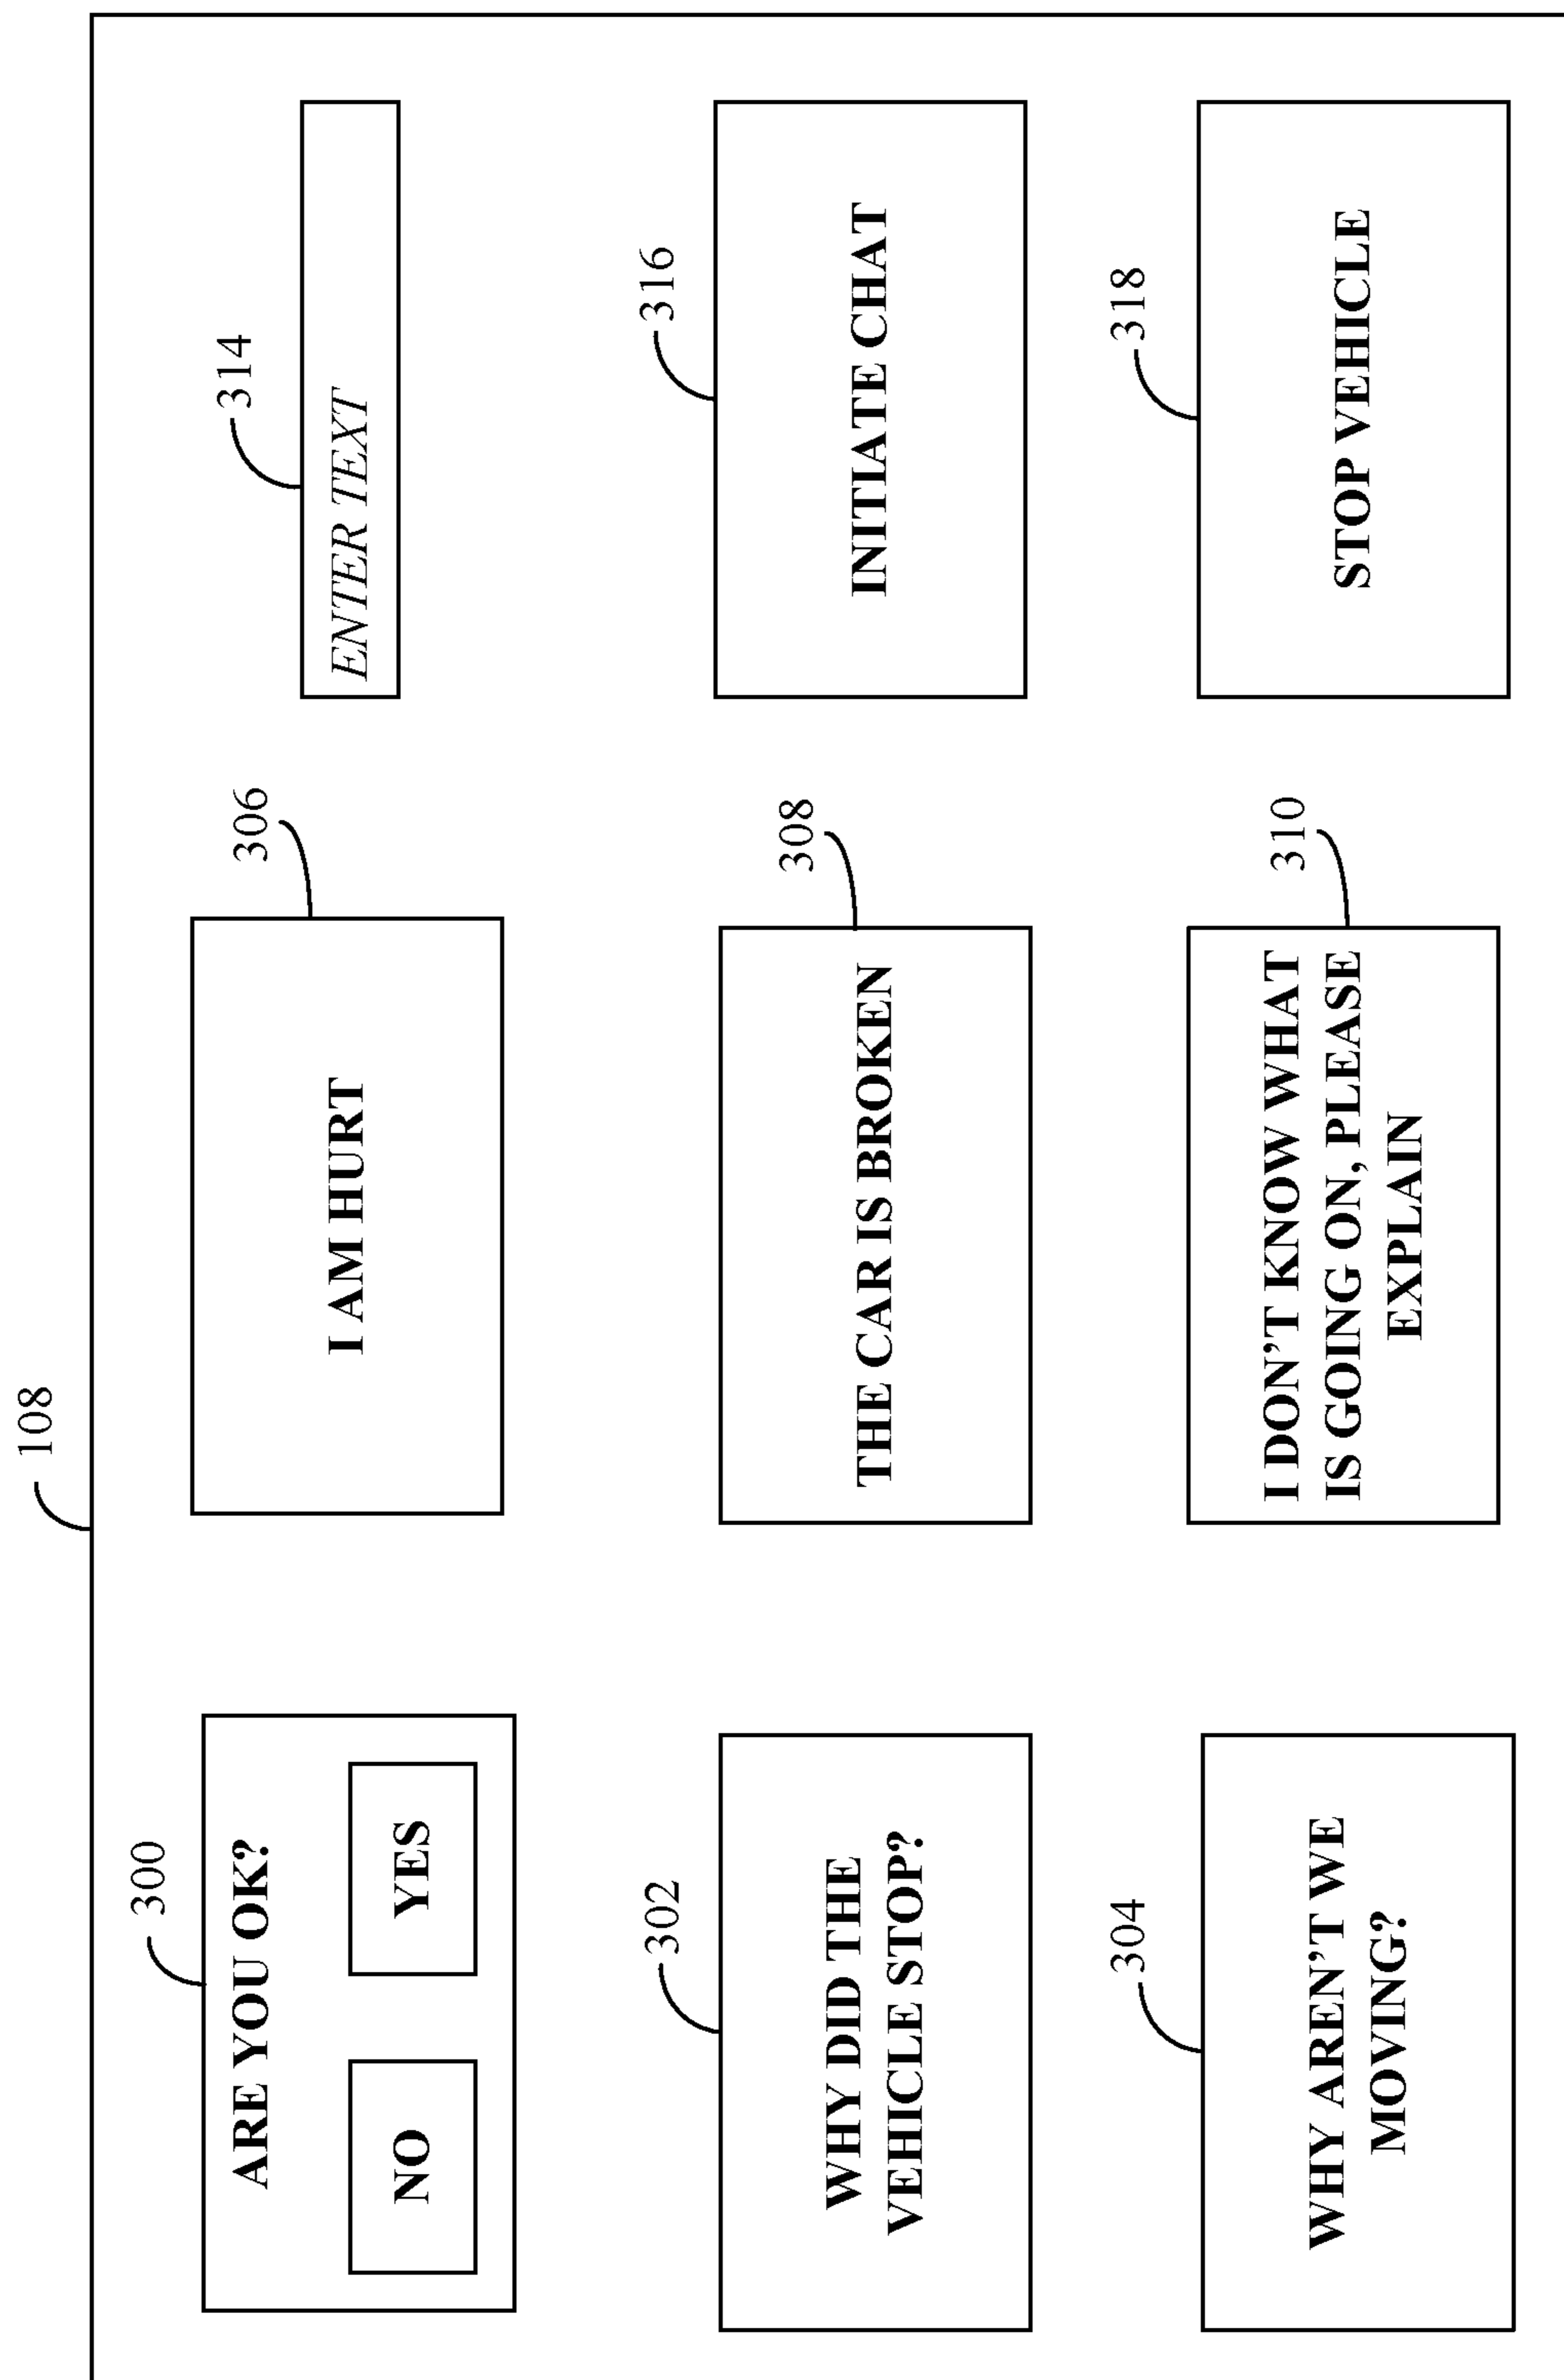 108
300
ARE YOU OK?
NO
YES
306
I AM HURT
314
ENTER TEXT
302
WHY DID THE
VEHICLE STOP?
308
THE CAR IS BROKEN
316
INITIATE CHAT
304
WHY AREN’T WE
MOVING?
310
I DON’T KNOW WHAT
IS GOING ON, PLEASE
EXPLAIN
318
STOP VEHICLE